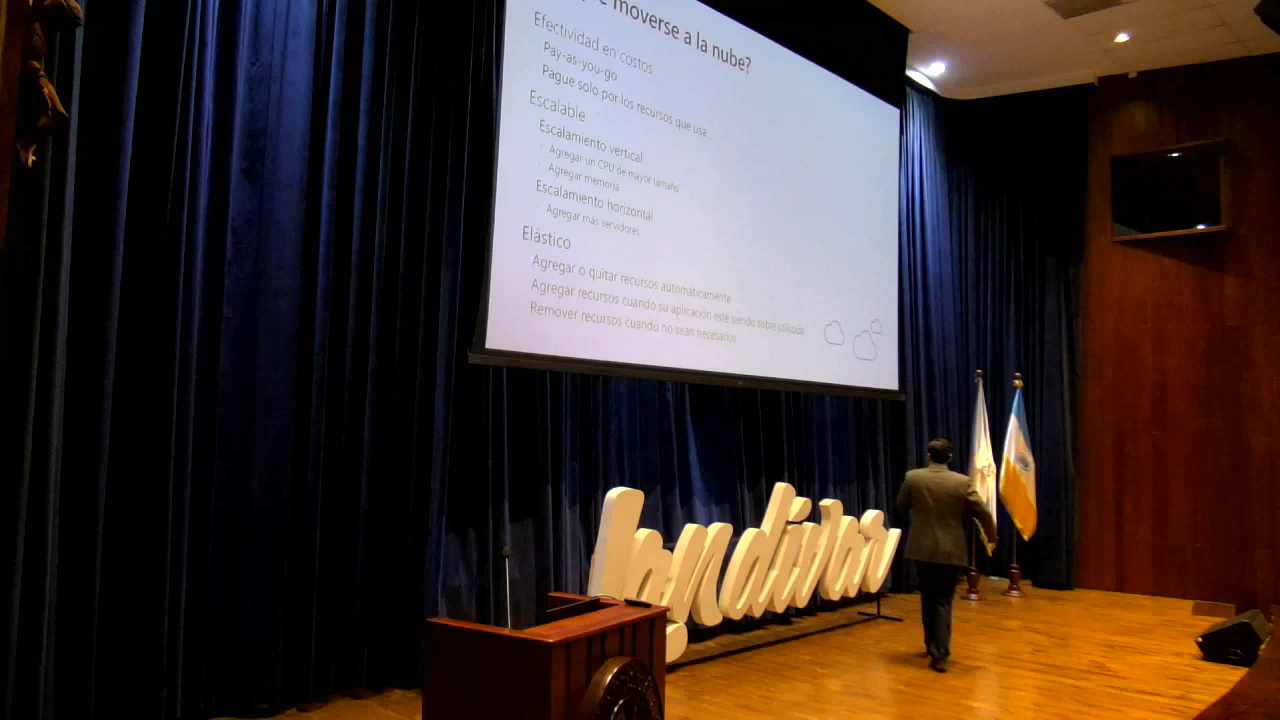 moverse a la nube?
Efectividad en costos
Pay-as-you-go
Pague solo por los recursos que usa
Escalable
Escalamiento vertical
Agregar un CPU de mayor tamaño
Agregar memoria
Escalamiento horizontal
Agregar más servidores
Elástico
Agregar o quitar recursos automáticamente
Agregar recursos cuando su aplicación esté siendo sobre utilizada
Remover recursos cuando no sean necesarios
Landívar